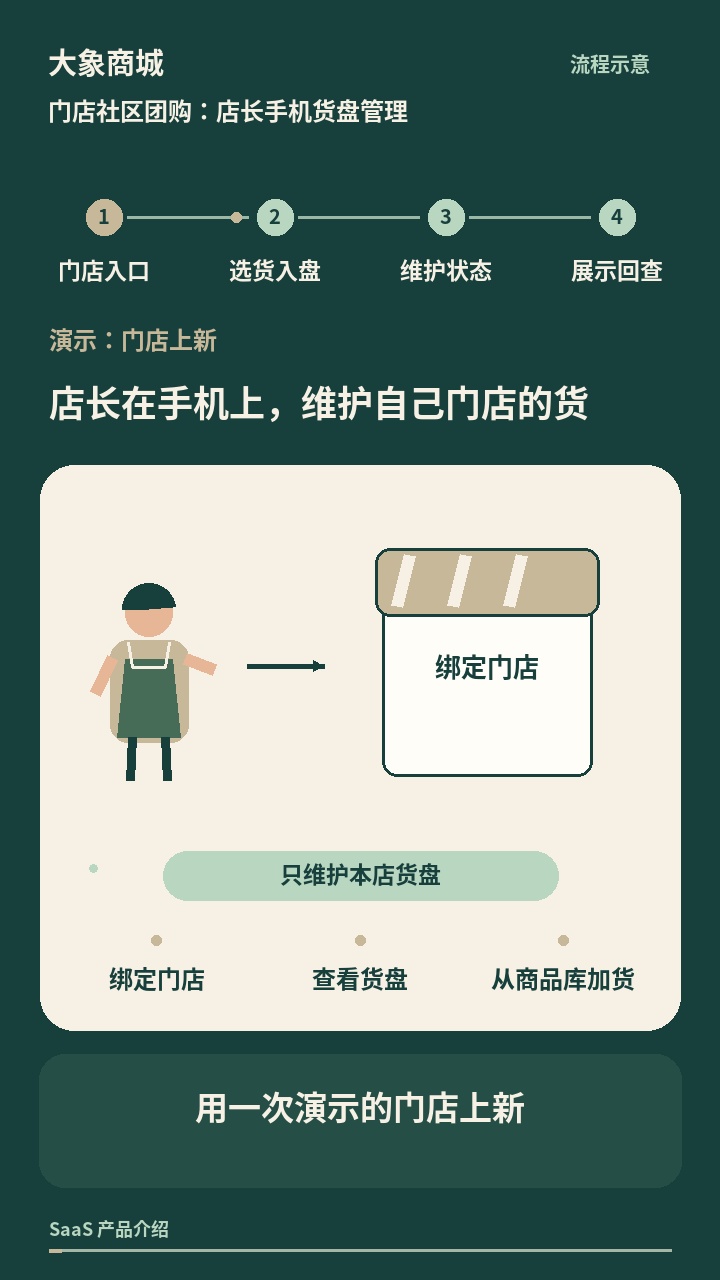 大象商城
流程示意
门店社区团购：店长手机货盘管理
1
2
3
4
门店入口
选货入盘
维护状态
展示回查
演示：门店上新
店长在手机上，维护自己门店的货
绑定门店
只维护本店货盘
绑定门店
查看货盘
从商品库加货
用一次演示的门店上新
SaaS 产品介绍